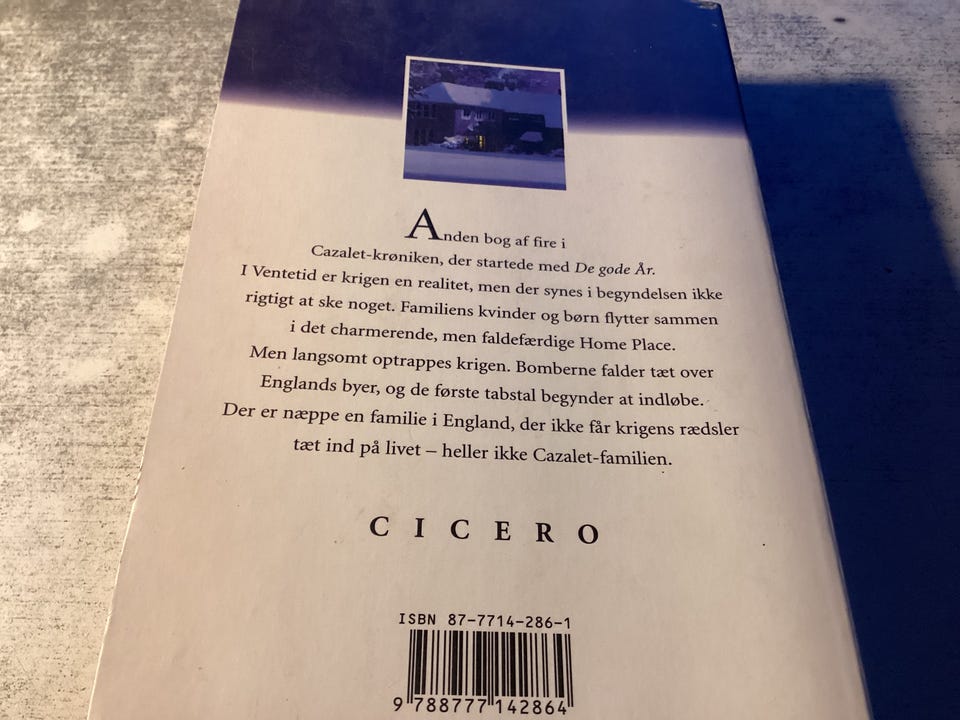 Anden bog af fire i
Cazalet-krøniken, der startede med De gode År.
I Ventetid er krigen en realitet, men der synes i begyndelsen ikke
rigtigt at ske noget. Familiens kvinder og børn flytter sammen
i det charmerende, men faldefærdige Home Place.
Men langsomt optrappes krigen. Bomberne falder tæt over
Englands byer, og de første tabstal begynder at indløbe.
Der er næppe en familie i England, der ikke får krigens rædsler
tæt ind på livet – heller ikke Cazalet-familien.
CICERO
ISBN 87-7714-286-1
9 788777 142864